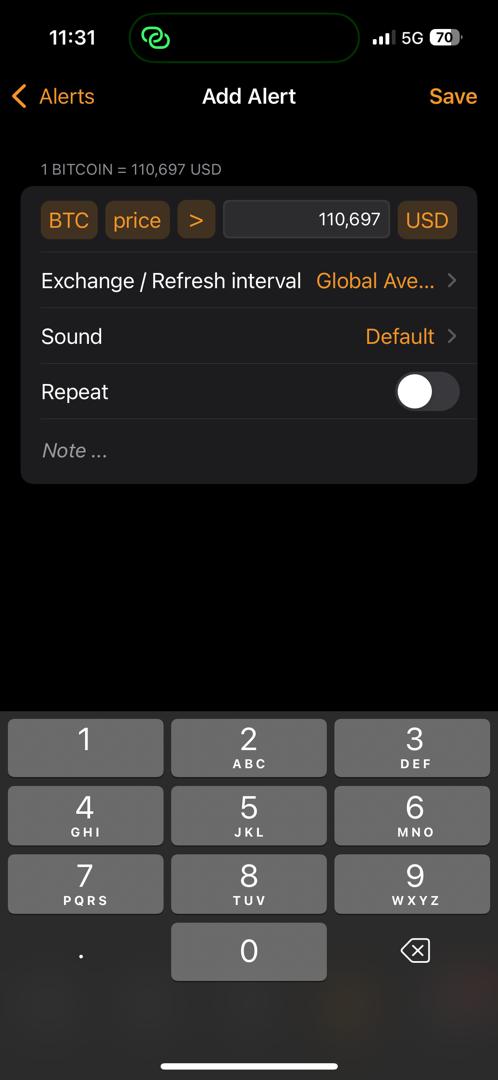 11:31 5G 70
Alerts Add Alert Save
1 BITCOIN = 110,697 USD
BTC price > 110,697 USD
Exchange / Refresh interval Global Ave...
Sound Default
Repeat
Note ...
1 2 3
ABC DEF
4 5 6
GHI JKL MNO
7 8 9
PQRS TUV WXYZ
. 0